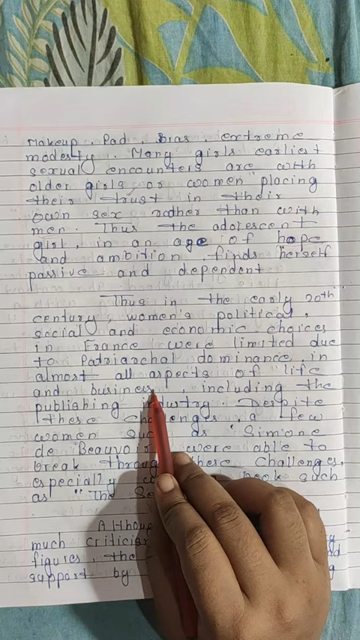 Makeup, Pad, bias, extreme
modesty. Many girls earliest
sexual encounters are with
older girls or women placing
their trust in their
own sex rather than with
men. Thus the adolescent
girl, in an age of hope
and ambition finds herself
passive and dependent
Thus in the early 20th
century, women's political,
social and economic choices
in France were limited due
to Patriarchal dominance in
almost all aspects of life
and business, including the
publishing Despite
these challenges, a few
women such as Simone
de Beauvoir were able to
break these challenges,
especially book such
as "The
much
figures, the
support by